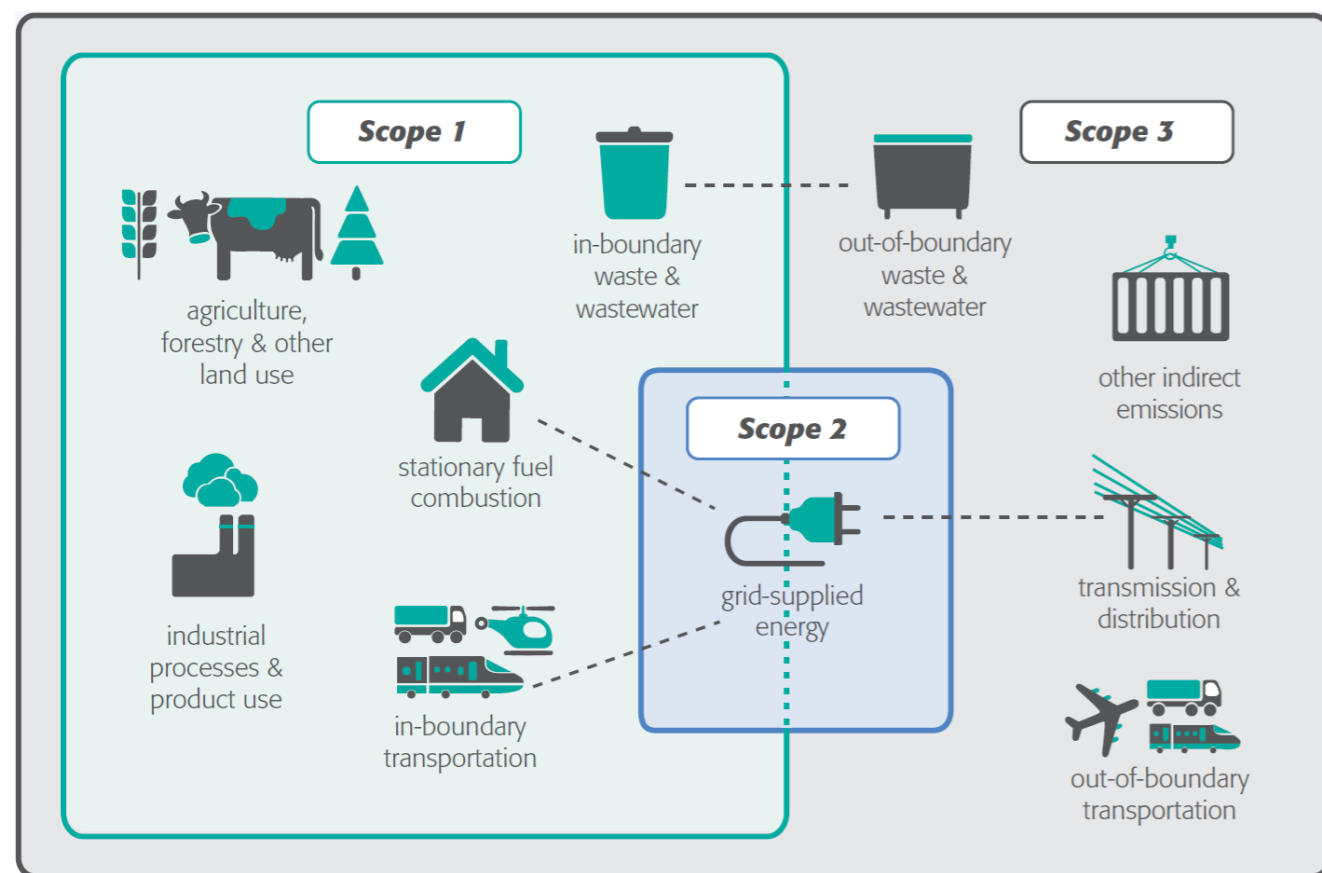 Scope 1
Scope 3
in-boundary
waste &
wastewater
out-of-boundary
waste &
wastewater
agriculture,
forestry & other
land use
other indirect
emissions
Scope 2
stationary fuel
combustion
grid-supplied
energy
transmission &
distribution
industrial
processes &
product use
in-boundary
transportation
out-of-boundary
transportation